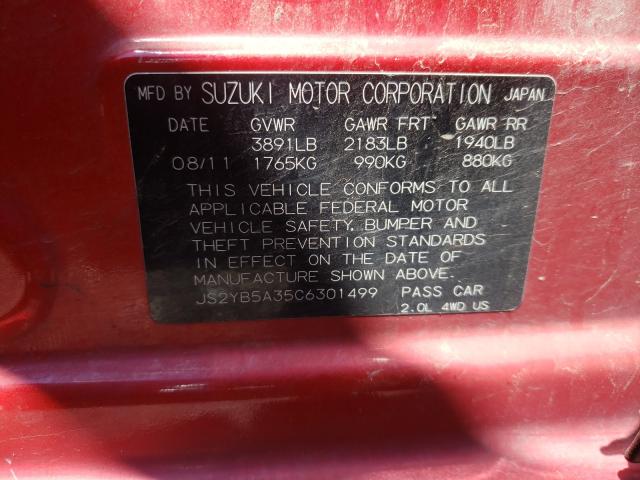 MFD BY SUZUKI MOTOR CORPORATION JAPAN
DATE GVWR GAWR FRT GAWR RR
3891LB 2183LB 1940LB
08/11 1765KG 990KG 880KG
THIS VEHICLE CONFORMS TO ALL
APPLICABLE FEDERAL MOTOR
VEHICLE SAFETY, BUMPER AND
THEFT PREVENTION STANDARDS
IN EFFECT ON THE DATE OF
MANUFACTURE SHOWN ABOVE.
JS2YB5A35C6301499 PASS CAR
2.0L 4WD US